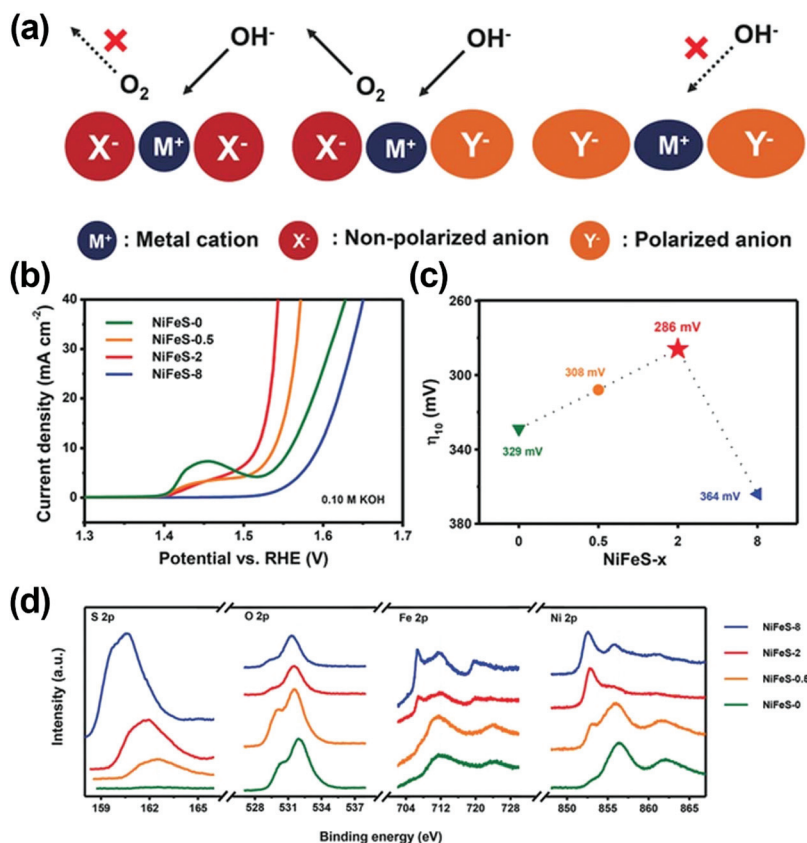 (a)
OH⁻ OH⁻ OH⁻
O₂ O₂
X⁻ M⁺ X⁻ X⁻ M⁺ Y⁻ Y⁻ M⁺ Y⁻
M⁺ : Metal cation X⁻ : Non-polarized anion Y⁻ : Polarized anion
(b)
40
30
20
10
0
Current density (mA cm⁻²)
NiFeS-0
NiFeS-0.5
NiFeS-2
NiFeS-8
0.10 M KOH
1.3 1.4 1.5 1.6 1.7
Potential vs. RHE (V)
(c)
260
300
340
380
η₁₀ (mV)
286 mV
308 mV
329 mV
364 mV
0 0.5 2 8
NiFeS-x
(d)
S 2p O 2p Fe 2p Ni 2p
Intensity (a.u.)
NiFeS-8
NiFeS-2
NiFeS-0.5
NiFeS-0
159 162 165 528 531 534 537 704 712 720 728 850 855 860 865
Binding energy (eV)